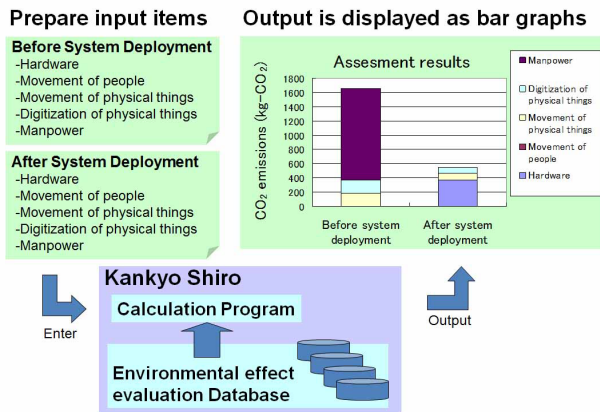 Prepare input items
Before System Deployment
-Hardware
-Movement of people
-Movement of physical things
-Digitization of physical things
-Manpower
After System Deployment
-Hardware
-Movement of people
-Movement of physical things
-Digitization of physical things
-Manpower
Output is displayed as bar graphs
Assesment results
CO2 emissions (kg-CO2)
1800
1600
1400
1200
1000
800
600
400
200
0
Before system
deployment
After system
deployment
Manpower
Digitization of
physical things
Movement of
physical things
Movement of
people
Hardware
Enter
Kankyo Shiro
Calculation Program
Environmental effect
evaluation Database
Output